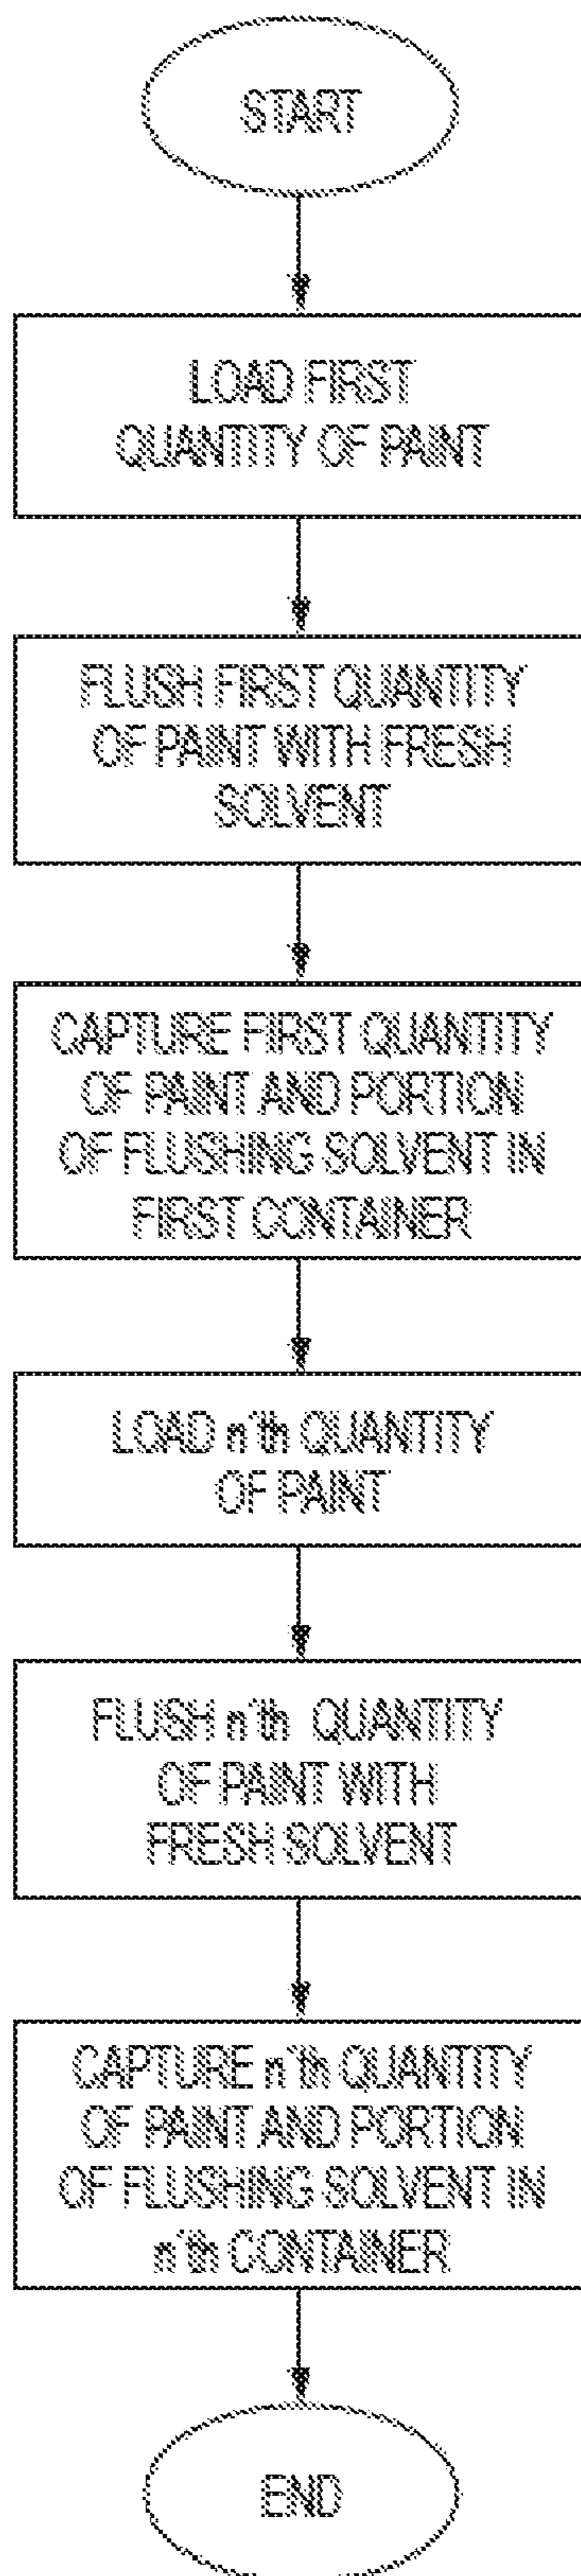 START
LOAD FIRST
QUANTITY OF PAINT
FLUSH FIRST QUANTITY
OF PAINT WITH FRESH
SOLVENT
CAPTURE FIRST QUANTITY
OF PAINT AND PORTION
OF FLUSHING SOLVENT IN
FIRST CONTAINER
LOAD n'th QUANTITY
OF PAINT
FLUSH n'th QUANTITY
OF PAINT WITH
FRESH SOLVENT
CAPTURE n'th QUANTITY
OF PAINT AND PORTION
OF FLUSHING SOLVENT IN
n'th CONTAINER
END